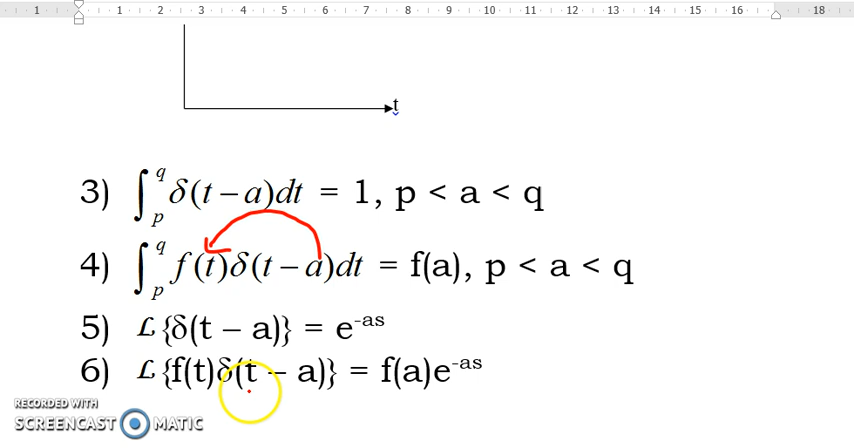 1 1 2 3 4 5 6 7 8 9 10 11 12 13 14 15 16 18
t
3) ∫_p^q δ(t − a)dt = 1, p < a < q
4) ∫_p^q f(t)δ(t − a)dt = f(a), p < a < q
5) ℒ{δ(t − a)} = e^{-as}
6) ℒ{f(t)δ(t − a)} = f(a)e^{-as}
RECORDED WITH
SCREENCAST MATIC